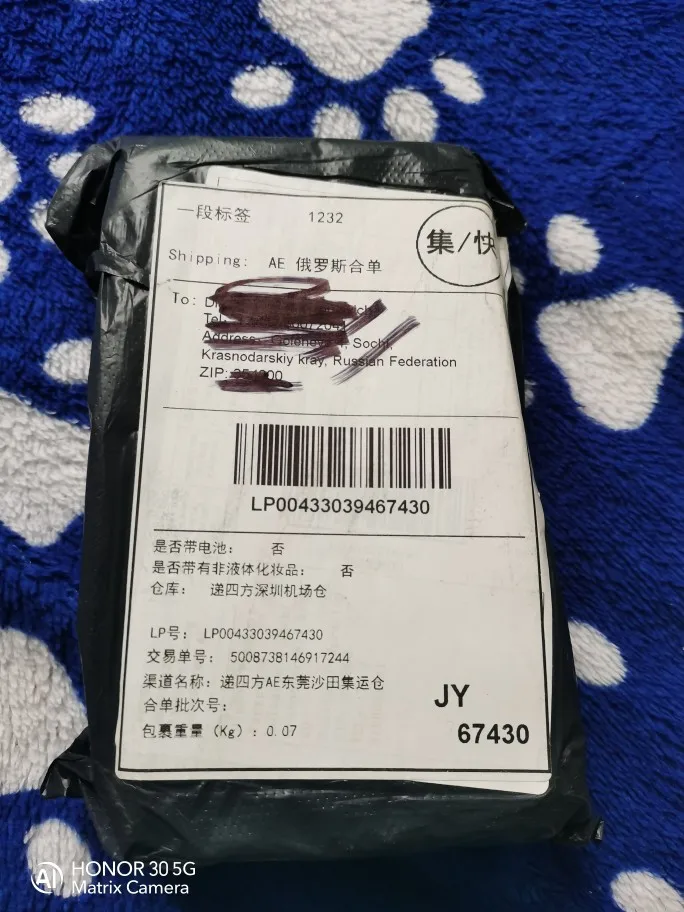 一段标签 1232
集/快
Shipping: AE 俄罗斯合单
To:
Tel:
Address: Sochi,
Krasnodarskiy kray, Russian Federation
ZIP:
LP00433039467430
是否带电池: 否
是否带有非液体化妆品: 否
仓库: 递四方深圳机场仓
LP号: LP00433039467430
交易单号: 5008738146917244
渠道名称: 递四方AE东莞沙田集运仓
合单批次号:
包裹重量 (Kg) : 0.07
JY
67430
HONOR 30 5G
Matrix Camera